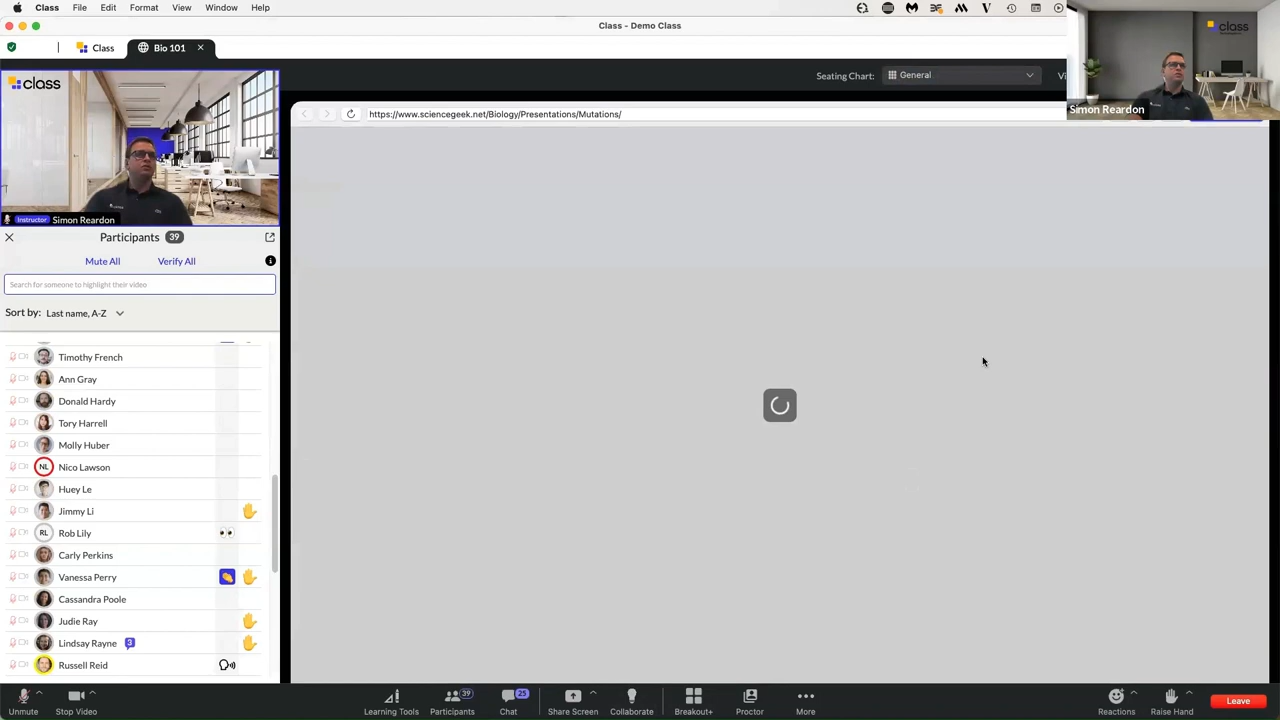 Class File Edit Format View Window Help
Class - Demo Class
Class Bio 101
class
Seating Chart: General
class
Simon Reardon
https://www.sciencegeek.net/Biology/Presentations/Mutations/
Instructor Simon Reardon
Participants 39
Mute All Verify All
Search for someone to highlight their video
Sort by: Last name, A-Z
Timothy French
Ann Gray
Donald Hardy
Tory Harrell
Molly Huber
NL Nico Lawson
Huey Le
Jimmy Li
RL Rob Lily
Carly Perkins
Vanessa Perry
Cassandra Poole
Judie Ray
Lindsay Rayne 3
Russell Reid
39 25
Unmute Stop Video Learning Tools Participants Chat Share Screen Collaborate Breakout+ Proctor More Reactions Raise Hand Leave